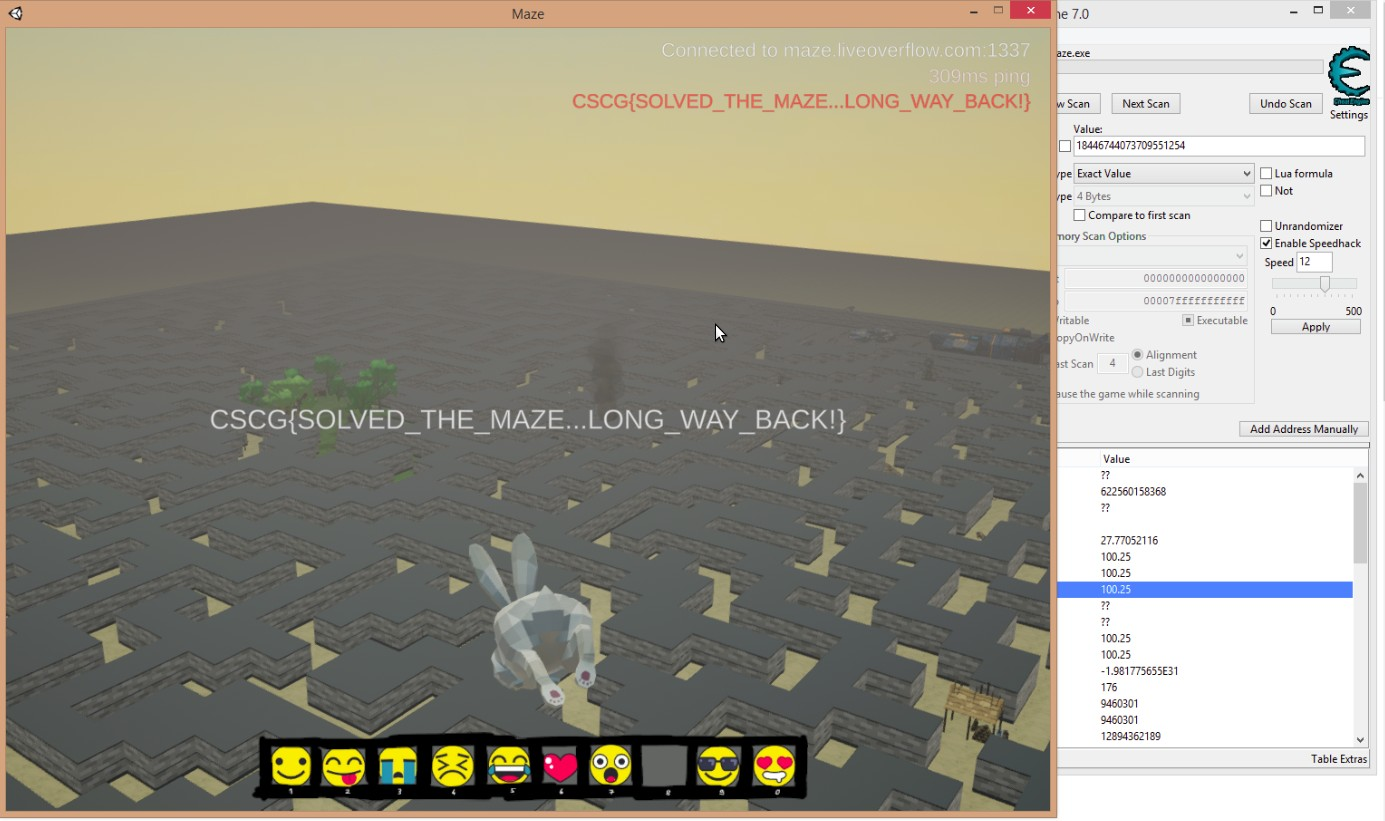 Maze
Connected to maze.liveoverflow.com:1337
309ms ping
CSCG{SOLVED_THE_MAZE...LONG_WAY_BACK!}
CSCG{SOLVED_THE_MAZE...LONG_WAY_BACK!}
1 2 3 4 5 6 7 8 9 0
ne 7.0
aze.exe
w Scan Next Scan Undo Scan
Settings
Value:
18446744073709551254
ype Exact Value Lua formula
Not
ype 4 Bytes
Compare to first scan
mory Scan Options Unrandomizer
Enable Speedhack
Speed 12
0000000000000000
00007fffffffffff
0 500
Writable Executable Apply
opyOnWrite
ast Scan 4 Alignment
Last Digits
ause the game while scanning
Add Address Manually
Value
??
622560158368
??
27.77052116
100.25
100.25
100.25
??
??
100.25
100.25
-1.981775655E31
176
9460301
9460301
12894362189
Table Extras